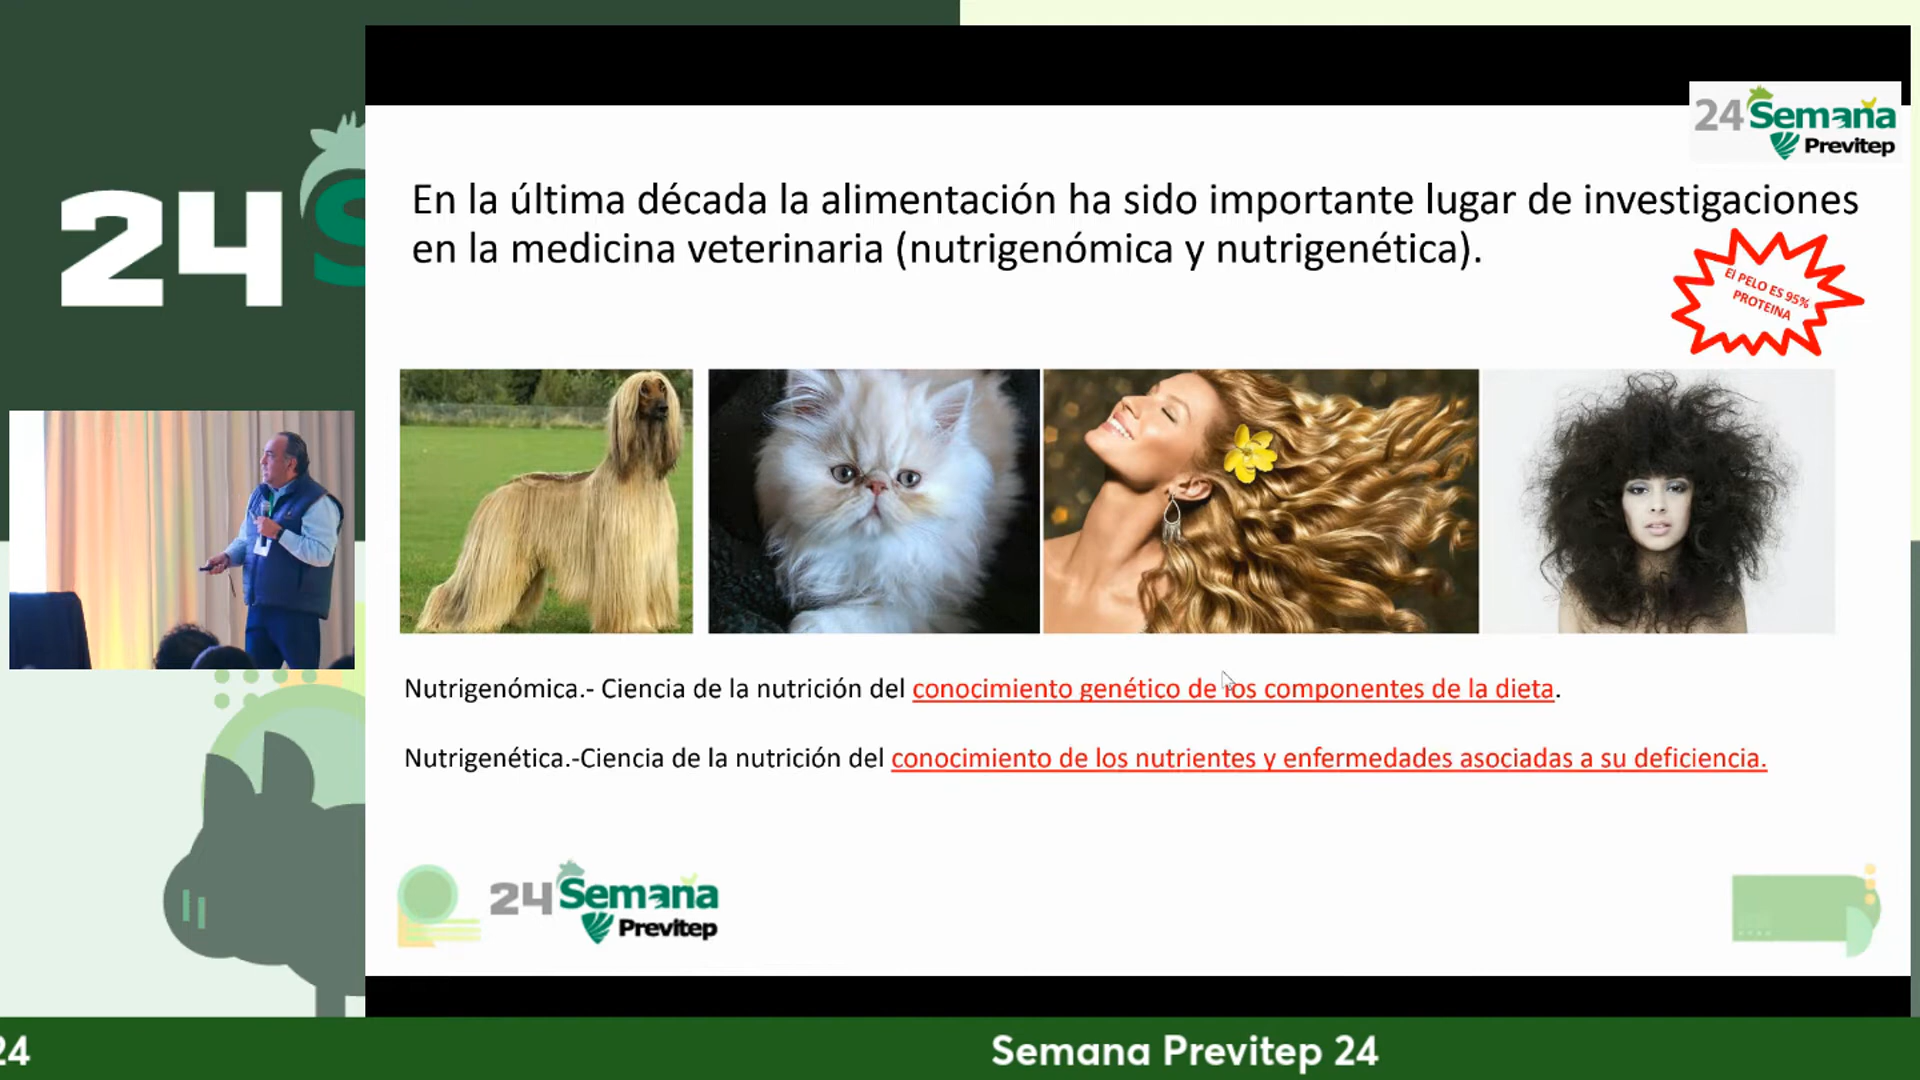 24S
24 Semana
Previtep
En la última década la alimentación ha sido importante lugar de investigaciones
en la medicina veterinaria (nutrigenómica y nutrigenética).
El PELO ES 95%
PROTEINA
Nutrigenómica.- Ciencia de la nutrición del conocimiento genético de los componentes de la dieta.
Nutrigenética.-Ciencia de la nutrición del conocimiento de los nutrientes y enfermedades asociadas a su deficiencia.
24 Semana
Previtep
24
Semana Previtep 24